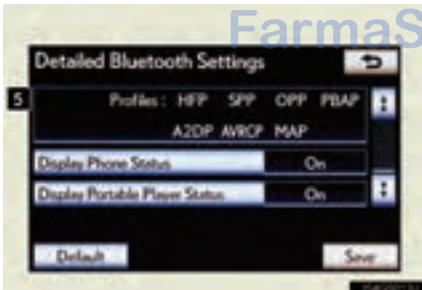 FarmaS
Detailed Bluetooth Settings
5
Profiles : HFP SPP OPP PBAP
A2DP AVRCP MAP
Display Phone Status On
Display Portable Player Status On
Default Save